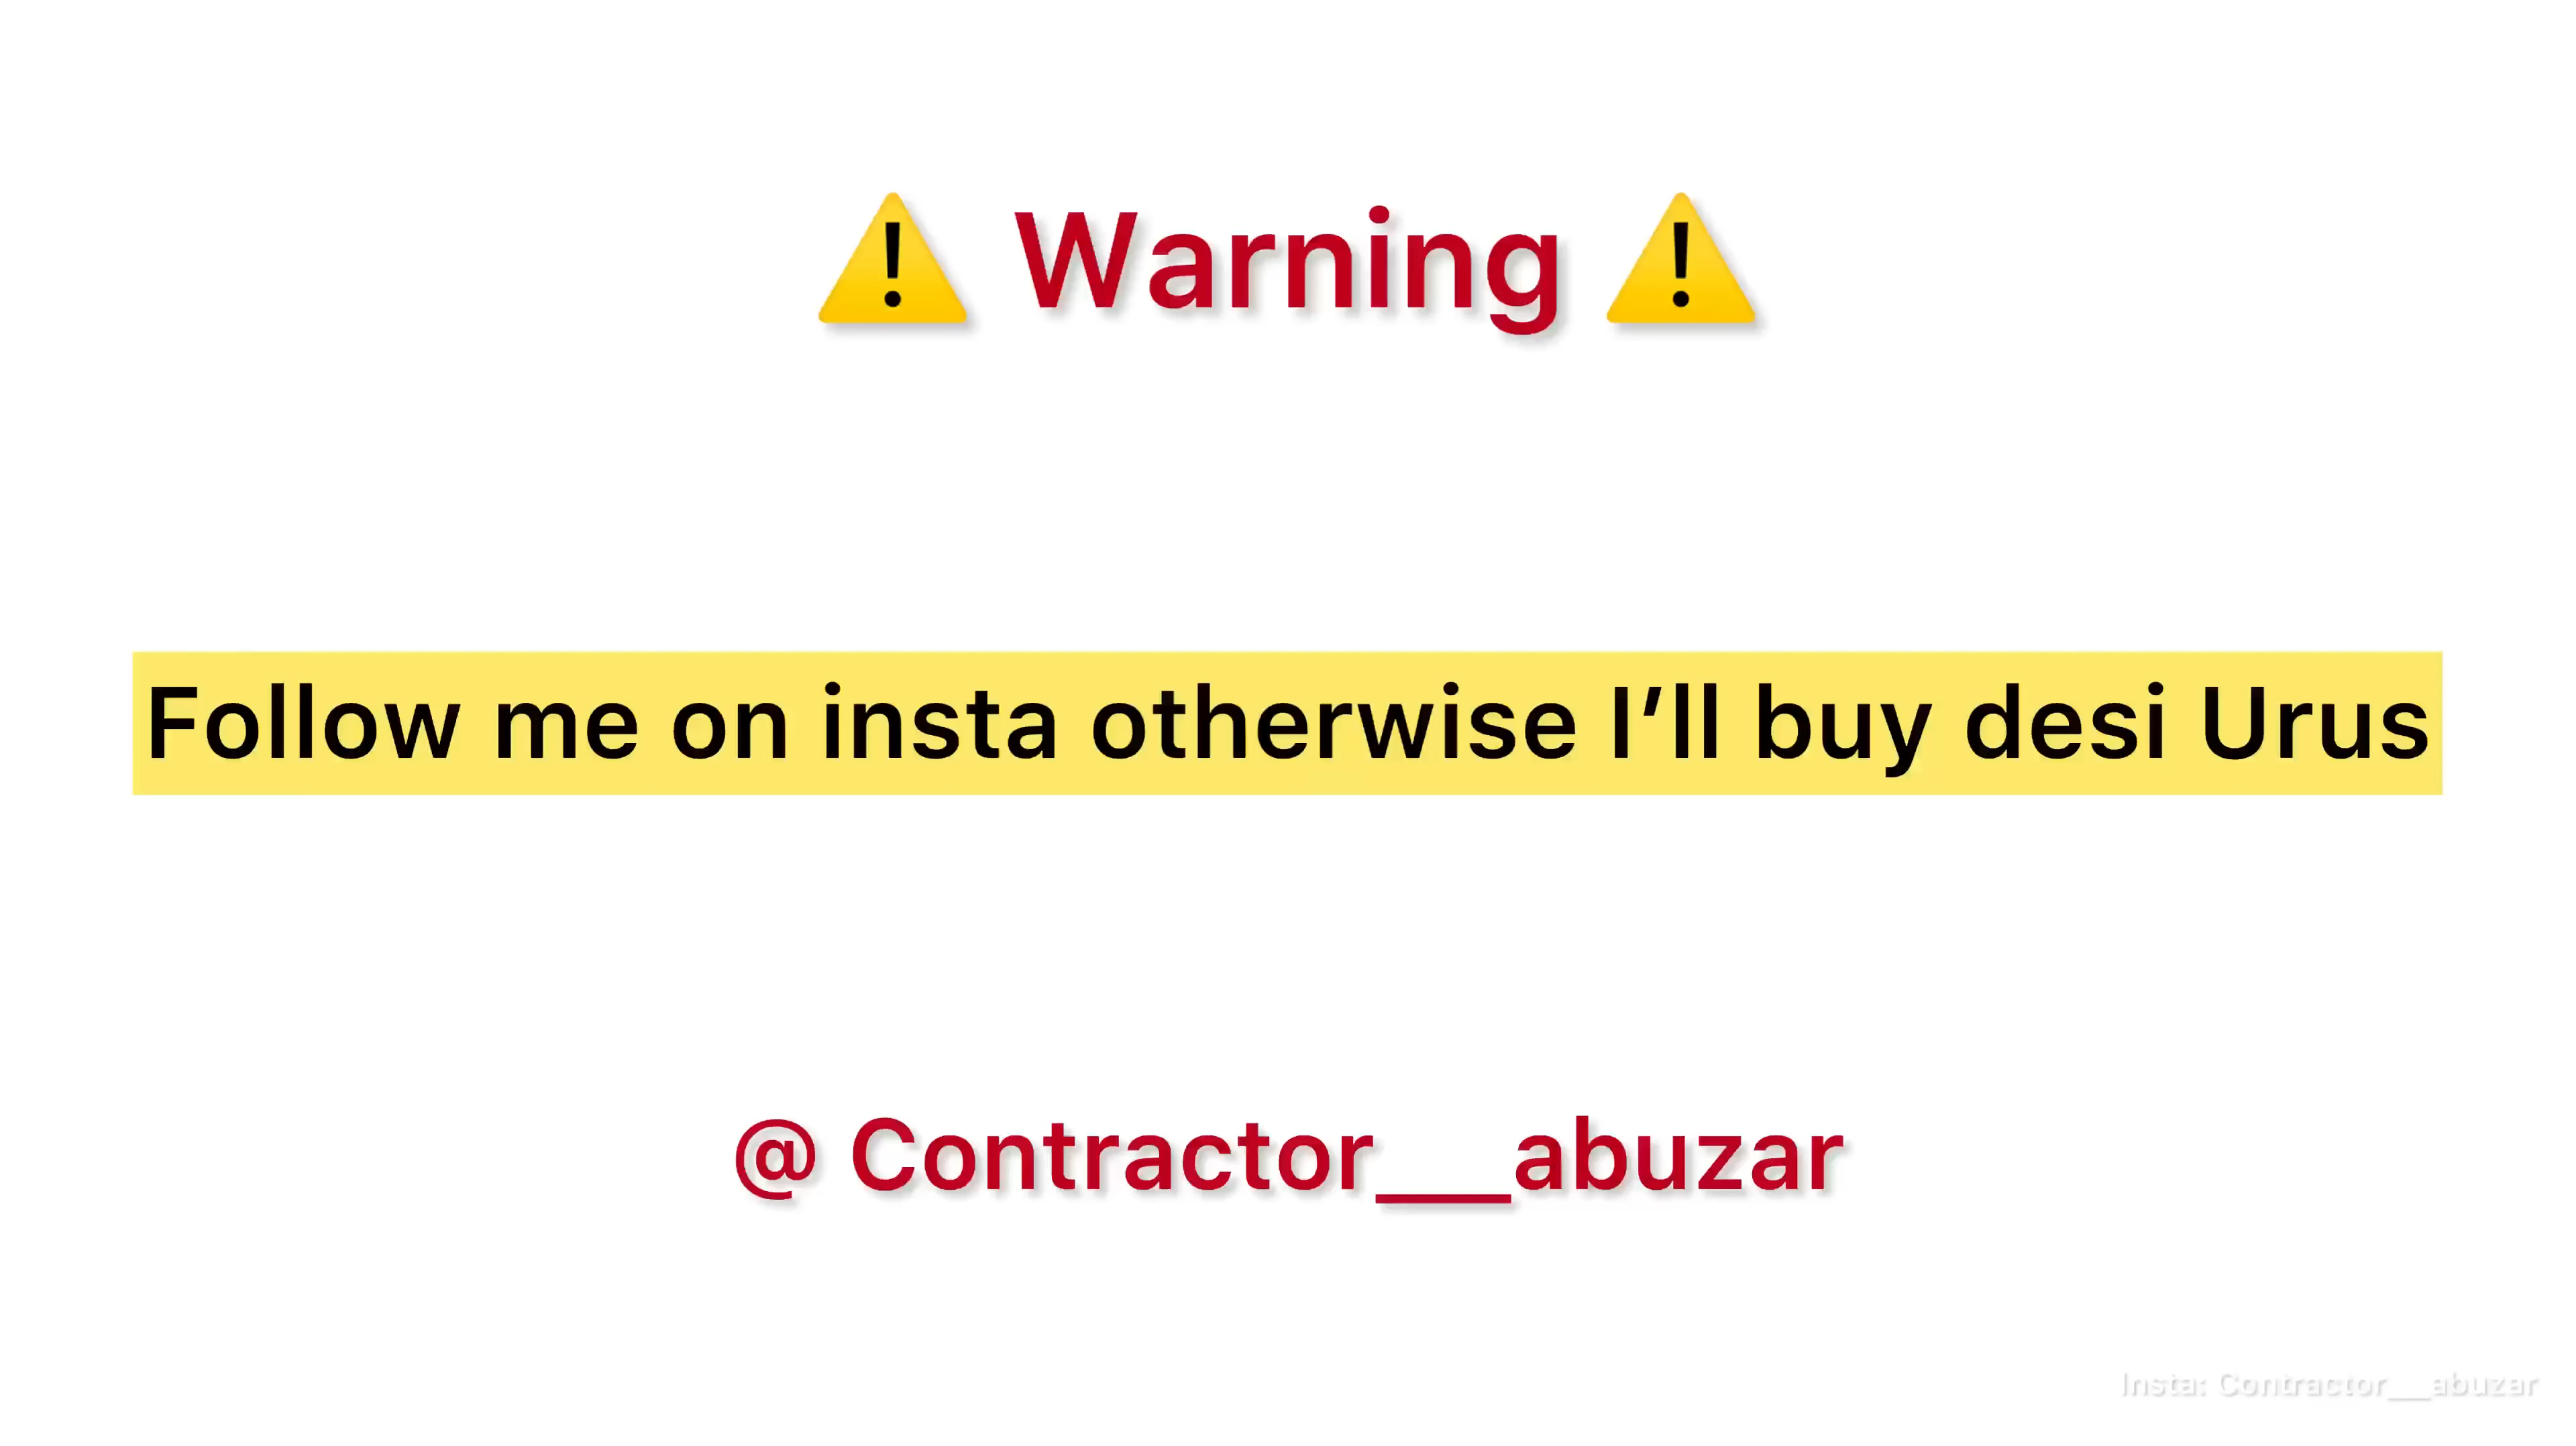 ⚠️ Warning ⚠️
Follow me on insta otherwise I’ll buy desi Urus
@ Contractor___abuzar
Insta: Contractor___abuzar